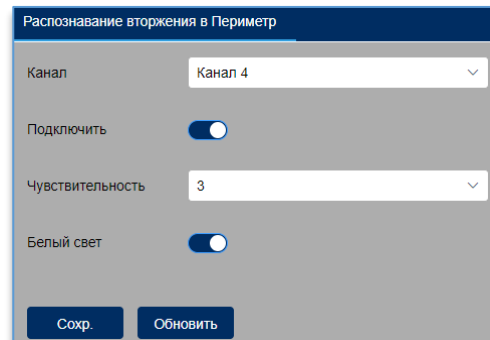 Распознавание вторжения в Периметр
Канал Канал 4
Подключить
Чувствительность 3
Белый свет
Сохр. Обновить